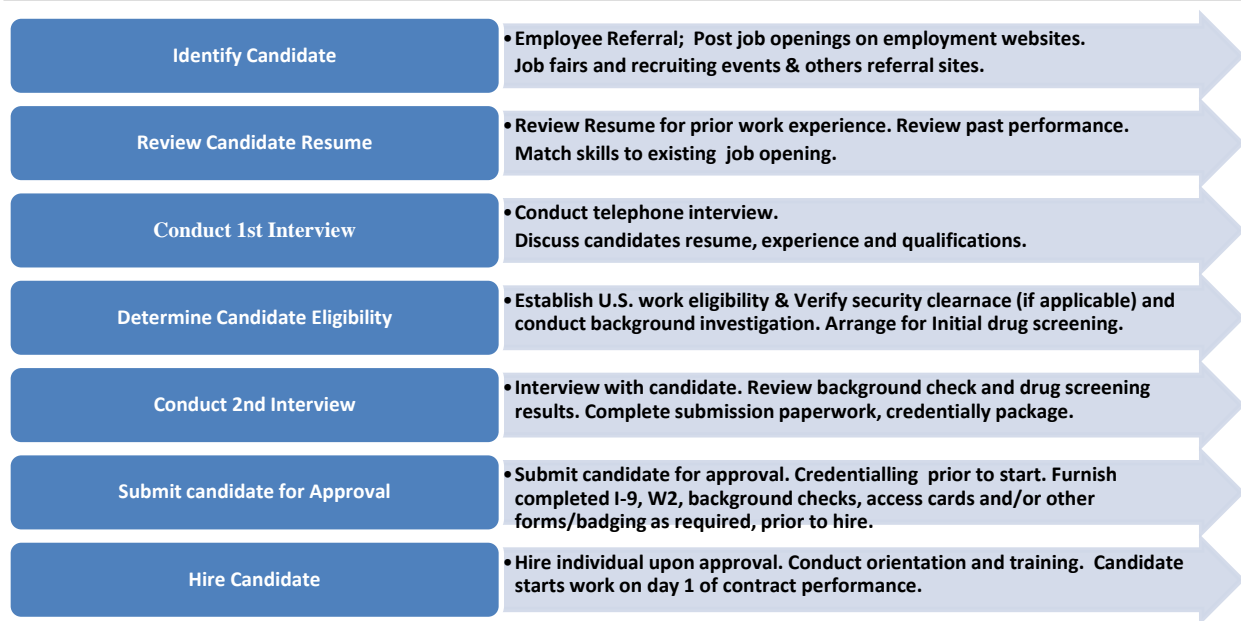 Identify Candidate
•Employee Referral;  Post job openings on employment websites.
Job fairs and recruiting events & others referral sites.
Review Candidate Resume
•Review Resume for prior work experience. Review past performance.
Match skills to existing  job opening.
Conduct 1st Interview
•Conduct telephone interview.
Discuss candidates resume, experience and qualifications.
Determine Candidate Eligibility
•Establish U.S. work eligibility & Verify security clearnace (if applicable) and
conduct background investigation. Arrange for Initial drug screening.
Conduct 2nd Interview
•Interview with candidate. Review background check and drug screening
results. Complete submission paperwork, credentially package.
Submit candidate for Approval
•Submit candidate for approval. Credentialling  prior to start. Furnish
completed I-9, W2, background checks, access cards and/or other
forms/badging as required, prior to hire.
Hire Candidate
•Hire individual upon approval. Conduct orientation and training.  Candidate
starts work on day 1 of contract performance.